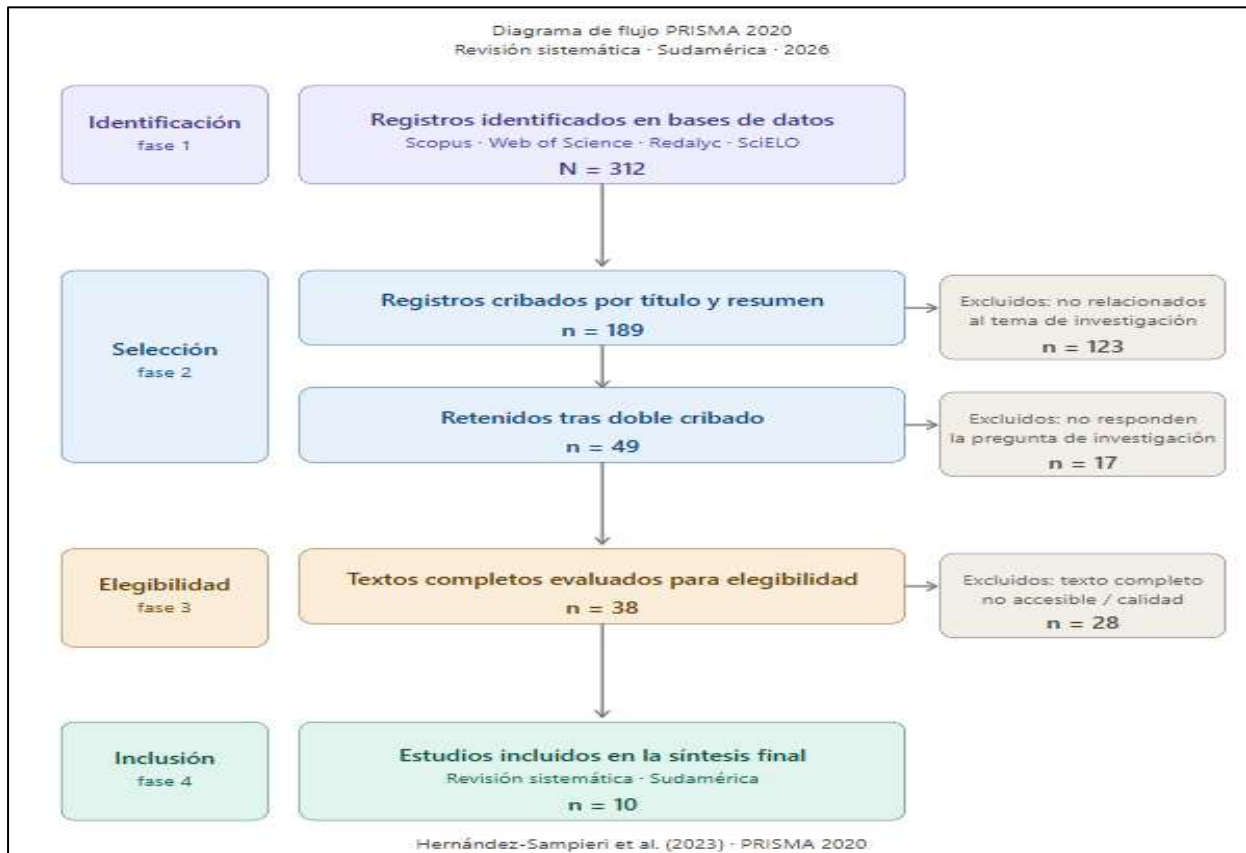 Diagrama de flujo PRISMA 2020
Revisión sistemática · Sudamérica · 2026
Identificación
fase 1
Registros identificados en bases de datos
Scopus · Web of Science · Redalyc · SciELO
N = 312
Selección
fase 2
Registros cribados por título y resumen
n = 189
Excluidos: no relacionados
al tema de investigación
n = 123
Retenidos tras doble cribado
n = 49
Excluidos: no responden
la pregunta de investigación
n = 17
Elegibilidad
fase 3
Textos completos evaluados para elegibilidad
n = 38
Excluidos: texto completo
no accesible / calidad
n = 28
Inclusión
fase 4
Estudios incluidos en la síntesis final
Revisión sistemática · Sudamérica
n = 10
Hernández-Sampieri et al. (2023) · PRISMA 2020